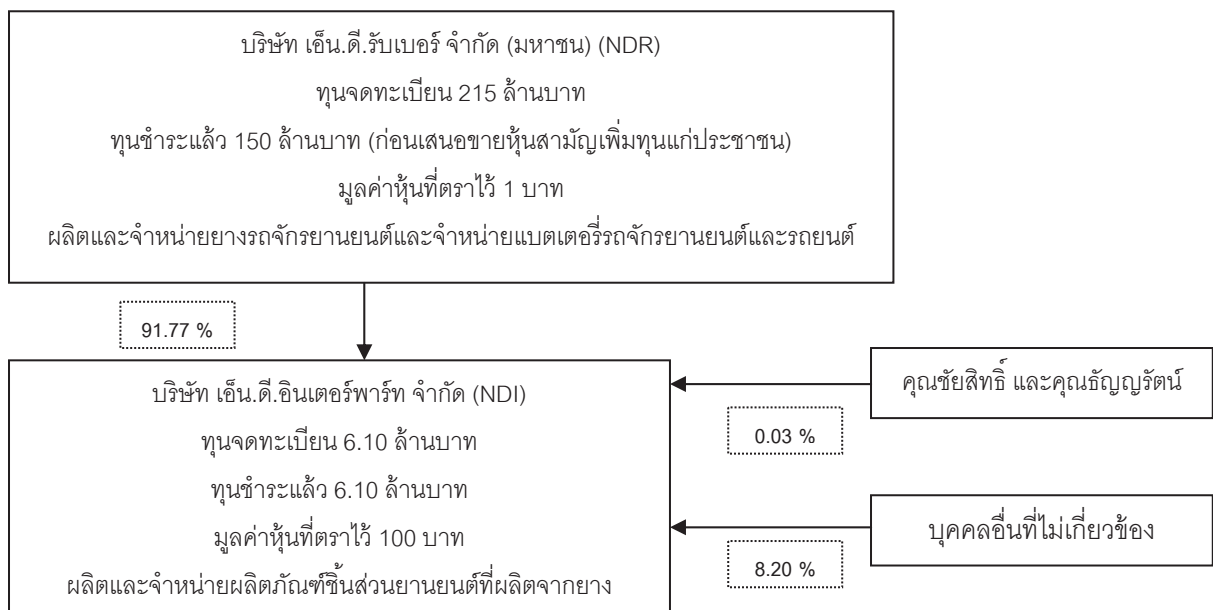 บริษัท เอ็น.ดี.รับเบอร์ จำกัด (มหาชน) (NDR)
ทุนจดทะเบียน 215 ล้านบาท
ทุนชำระแล้ว 150 ล้านบาท (ก่อนเสนอขายหุ้นสามัญเพิ่มทุนแก่ประชาชน)
มูลค่าหุ้นที่ตราไว้ 1 บาท
ผลิตและจำหน่ายยางรถจักรยานยนต์และจำหน่ายแบตเตอรี่รถจักรยานยนต์และรถยนต์
91.77 %
บริษัท เอ็น.ดี.อินเตอร์พาร์ท จำกัด (NDI)
ทุนจดทะเบียน 6.10 ล้านบาท
ทุนชำระแล้ว 6.10 ล้านบาท
มูลค่าหุ้นที่ตราไว้ 100 บาท
ผลิตและจำหน่ายผลิตภัณฑ์ชิ้นส่วนยานยนต์ที่ผลิตจากยาง
คุณชัยสิทธิ์ และคุณธัญญรัตน์
0.03 %
บุคคลอื่นที่ไม่เกี่ยวข้อง
8.20 %